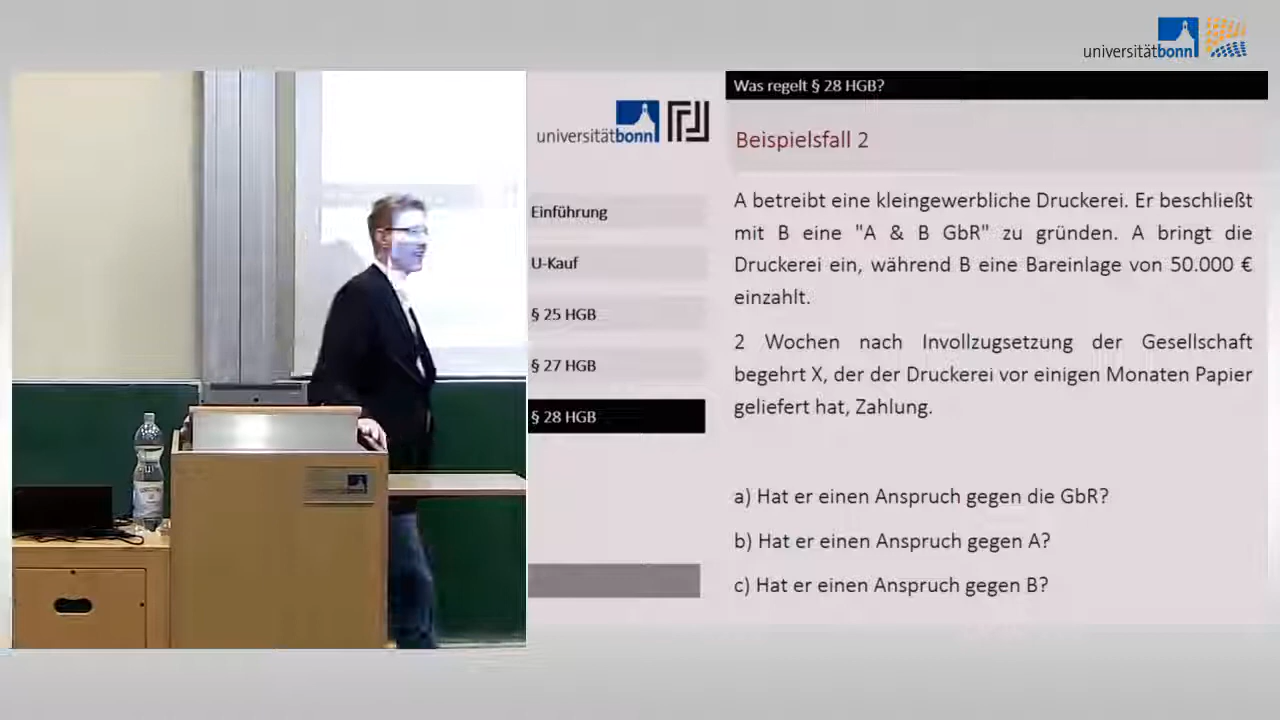 universitätbonn
Was regelt § 28 HGB?
universitätbonn
Beispielsfall 2
Einführung
U-Kauf
§ 25 HGB
§ 27 HGB
§ 28 HGB
A betreibt eine kleingewerbliche Druckerei. Er beschließt
mit B eine "A & B GbR" zu gründen. A bringt die
Druckerei ein, während B eine Bareinlage von 50.000 €
einzahlt.
2 Wochen nach Involllzugsetzung der Gesellschaft
begehrt X, der der Druckerei vor einigen Monaten Papier
geliefert hat, Zahlung.
a) Hat er einen Anspruch gegen die GbR?
b) Hat er einen Anspruch gegen A?
c) Hat er einen Anspruch gegen B?